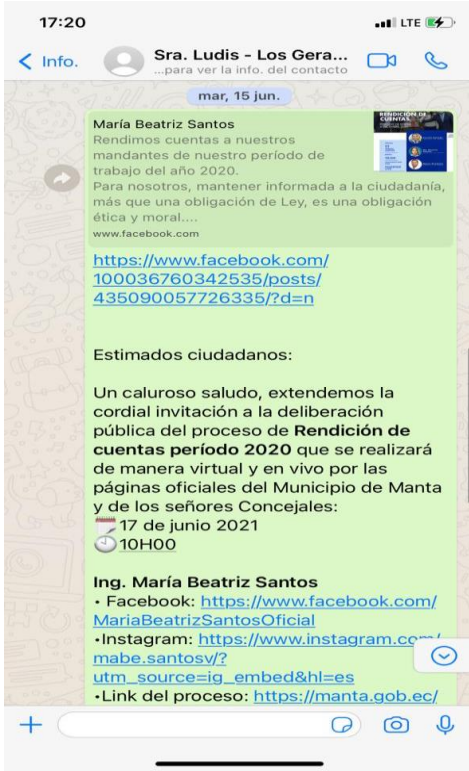 17:20
LTE
Info.
Sra. Ludis - Los Gera...
...para ver la info. del contacto
mar, 15 jun.
María Beatriz Santos
Rendimos cuentas a nuestros
mandantes de nuestro período de
trabajo del año 2020.
Para nosotros, mantener informada a la ciudadanía,
más que una obligación de Ley, es una obligación
ética y moral....
www.facebook.com
RENDICIÓN DE
CUENTAS
https://www.facebook.com/
100036760342535/posts/
435090057726335/?d=n
Estimados ciudadanos:
Un caluroso saludo, extendemos la
cordial invitación a la deliberación
pública del proceso de Rendición de
cuentas período 2020 que se realizará
de manera virtual y en vivo por las
páginas oficiales del Municipio de Manta
y de los señores Concejales:
17 de junio 2021
10H00
Ing. María Beatriz Santos
• Facebook: https://www.facebook.com/
MariaBeatrizSantosOficial
•Instagram: https://www.instagram.com/
mabe.santosv/?
utm_source=ig_embed&hl=es
•Link del proceso: https://manta.gob.ec/